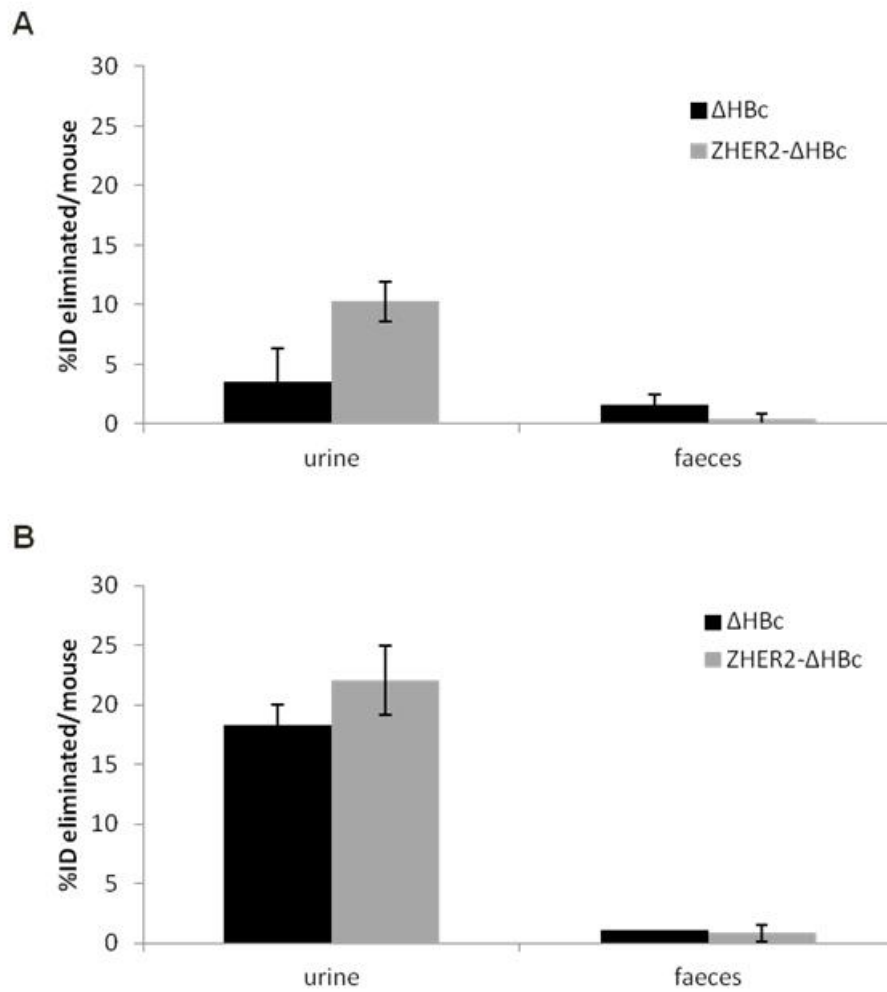 A
%ID eliminated/mouse
30
25
20
15
10
5
0
ΔHBc
ZHER2-ΔHBc
urine
faeces
B
%ID eliminated/mouse
30
25
20
15
10
5
0
ΔHBc
ZHER2-ΔHBc
urine
faeces